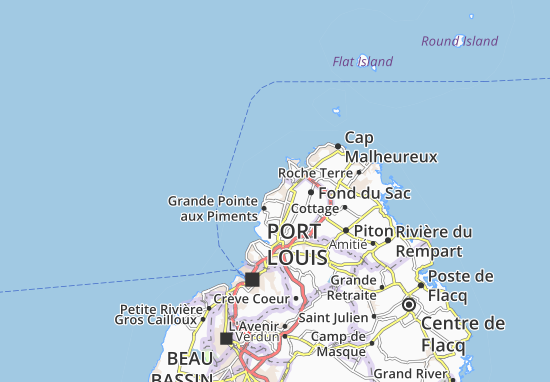 Round Island
Flat Island
Cap
Malheureux
Roche Terre
Fond du Sac
Grande Pointe
aux Piments
Cottage
PORT
LOUIS
Piton
Rivière du
Rempart
Amitié
Grande
Retraite
Poste de
Flacq
Crève Coeur
Petite Rivière
Gros Cailloux
Saint Julien
Centre de
Flacq
L'Avenir
Verdun
Camp de
Masque
BEAU
BASSIN
Grand River